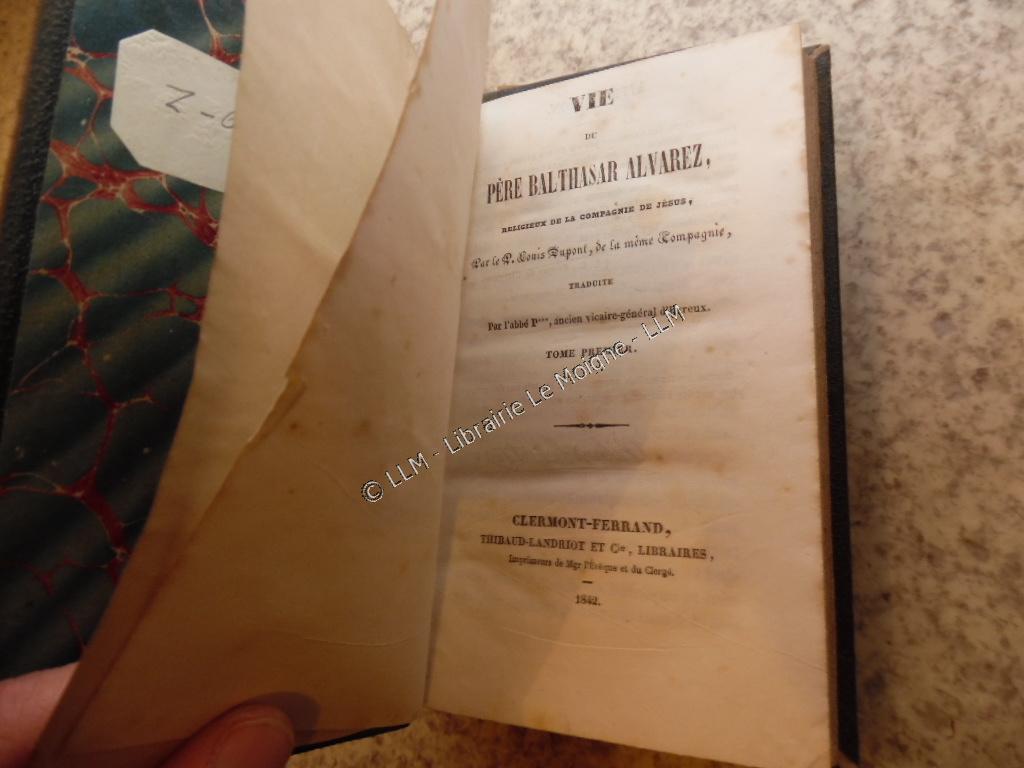 VIE
DU
PÈRE BALTHASAR ALVAREZ,
RELIGIEUX DE LA COMPAGNIE DE JÉSUS,
Par le P. Louis Dupont, de la même Compagnie,
TRADUITE
Par l'abbé P***, ancien vicaire-général d'Évreux.
TOME PREMIER.
CLERMONT-FERRAND,
THIBAUD-LANDRIOT ET Cie, LIBRAIRES,
Imprimeurs de Mgr l'Évêque et du Clergé.
1842.
© LLM - Librairie Le Moigne - LLM